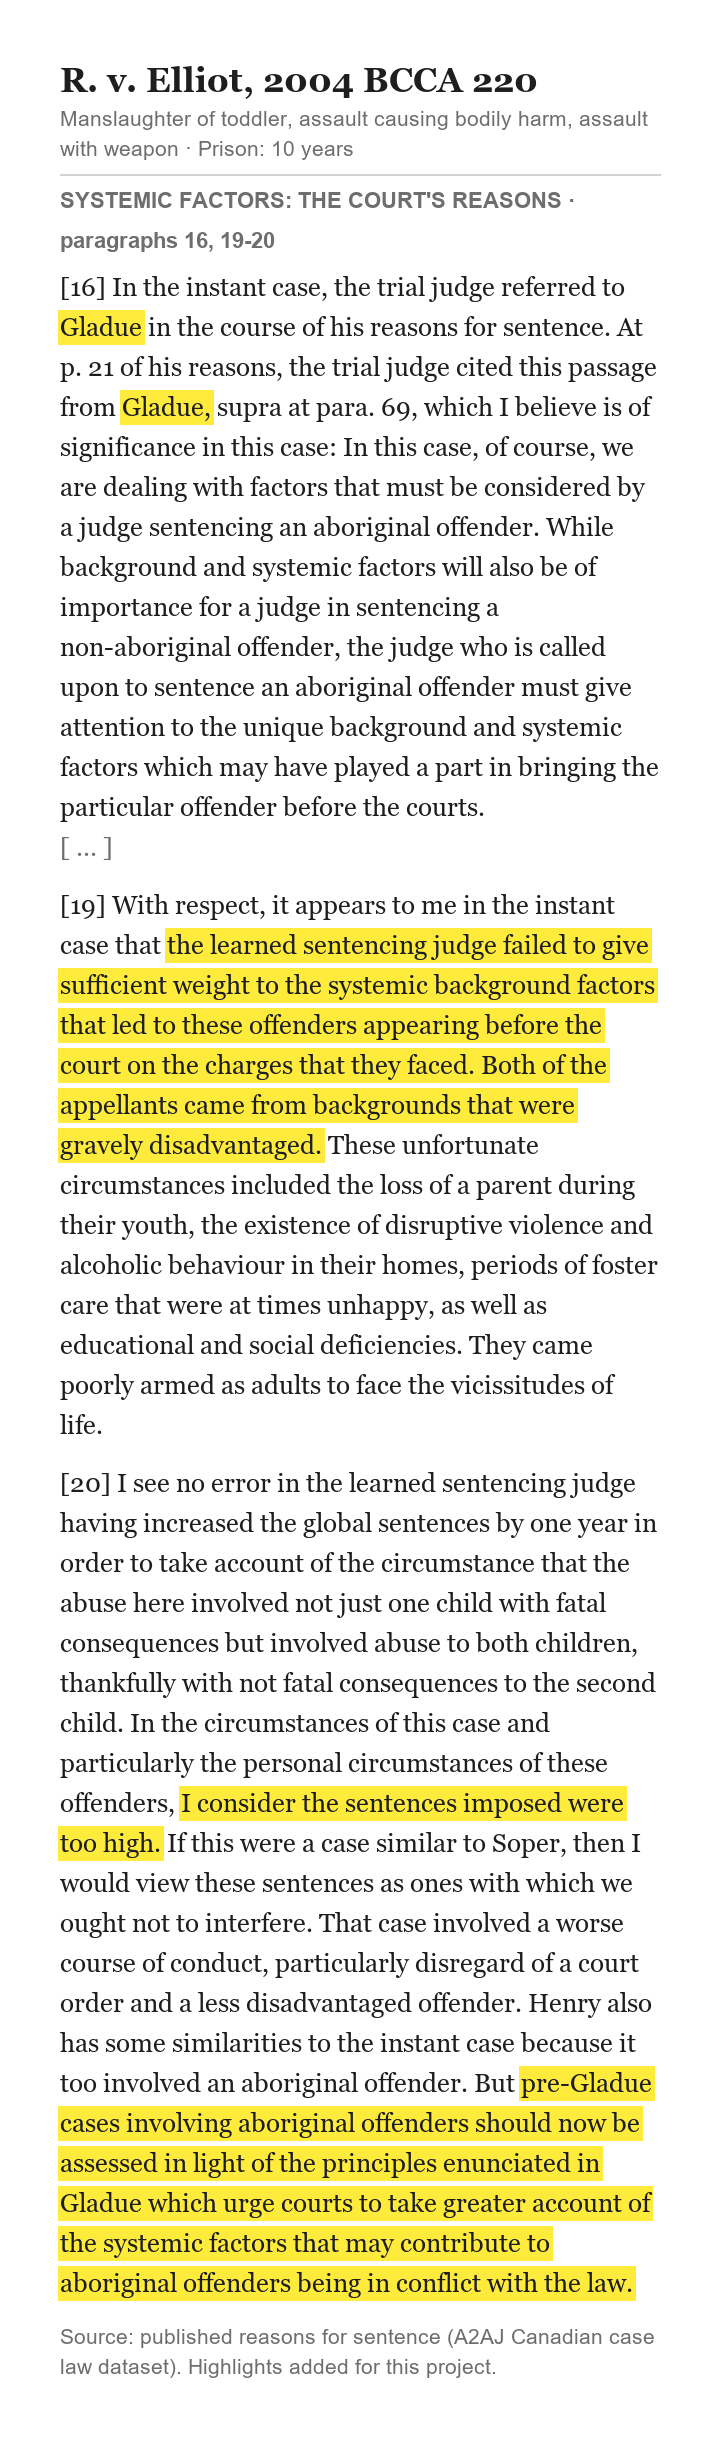 R. v. Elliot, 2004 BCCA 220
Manslaughter of toddler, assault causing bodily harm, assault
with weapon · Prison: 10 years
SYSTEMIC FACTORS: THE COURT'S REASONS ·
paragraphs 16, 19-20
[16] In the instant case, the trial judge referred to
Gladue in the course of his reasons for sentence. At
p. 21 of his reasons, the trial judge cited this passage
from Gladue, supra at para. 69, which I believe is of
significance in this case: In this case, of course, we
are dealing with factors that must be considered by
a judge sentencing an aboriginal offender. While
background and systemic factors will also be of
importance for a judge in sentencing a
non-aboriginal offender, the judge who is called
upon to sentence an aboriginal offender must give
attention to the unique background and systemic
factors which may have played a part in bringing the
particular offender before the courts.
[ ... ]
[19] With respect, it appears to me in the instant
case that the learned sentencing judge failed to give
sufficient weight to the systemic background factors
that led to these offenders appearing before the
court on the charges that they faced. Both of the
appellants came from backgrounds that were
gravely disadvantaged. These unfortunate
circumstances included the loss of a parent during
their youth, the existence of disruptive violence and
alcoholic behaviour in their homes, periods of foster
care that were at times unhappy, as well as
educational and social deficiencies. They came
poorly armed as adults to face the vicissitudes of
life.
[20] I see no error in the learned sentencing judge
having increased the global sentences by one year in
order to take account of the circumstance that the
abuse here involved not just one child with fatal
consequences but involved abuse to both children,
thankfully with not fatal consequences to the second
child. In the circumstances of this case and
particularly the personal circumstances of these
offenders, I consider the sentences imposed were
too high. If this were a case similar to Soper, then I
would view these sentences as ones with which we
ought not to interfere. That case involved a worse
course of conduct, particularly disregard of a court
order and a less disadvantaged offender. Henry also
has some similarities to the instant case because it
too involved an aboriginal offender. But pre-Gladue
cases involving aboriginal offenders should now be
assessed in light of the principles enunciated in
Gladue which urge courts to take greater account of
the systemic factors that may contribute to
aboriginal offenders being in conflict with the law.
Source: published reasons for sentence (A2AJ Canadian case
law dataset). Highlights added for this project.